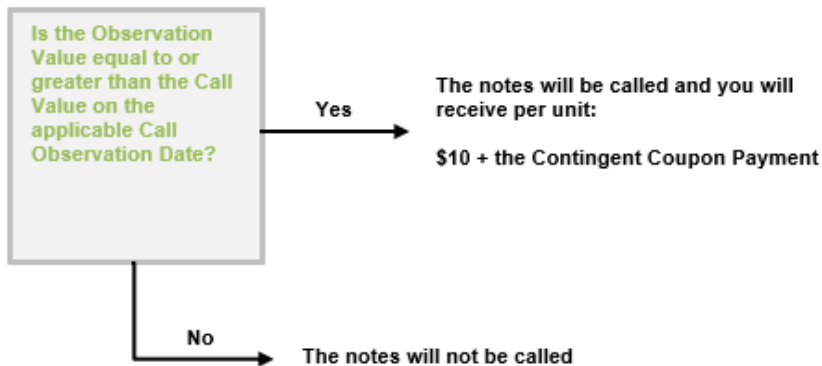 Is the Observation
Value equal to or
greater than the Call
Value on the
applicable Call
Observation Date?
Yes
The notes will be called and you will
receive per unit:
$10 + the Contingent Coupon Payment
No
The notes will not be called